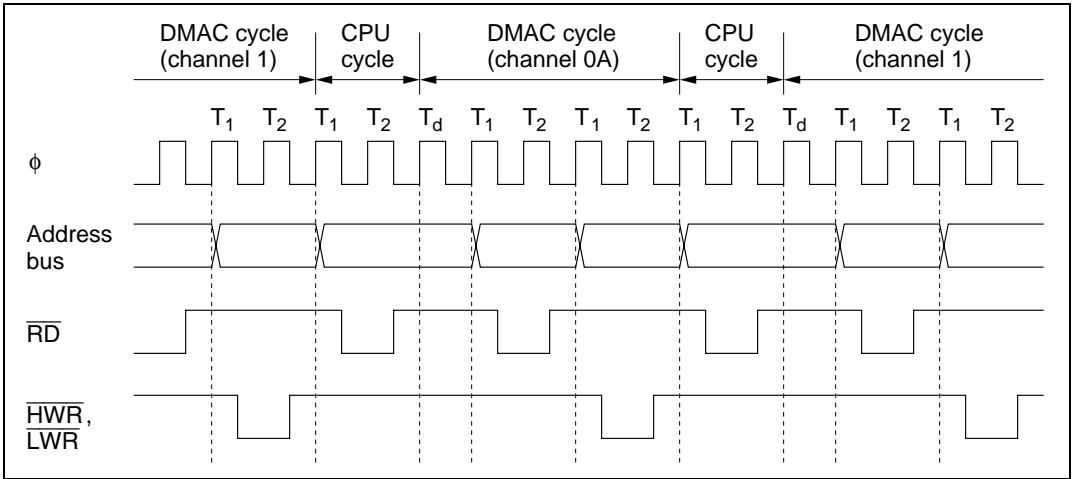 DMAC cycle (channel 1)
CPU cycle
DMAC cycle (channel 0A)
CPU cycle
DMAC cycle (channel 1)
T1 T2 T1 T2 Td T1 T2 T1 T2 T1 T2 Td T1 T2 T1 T2
ϕ
Address
bus
RD
HWR,
LWR